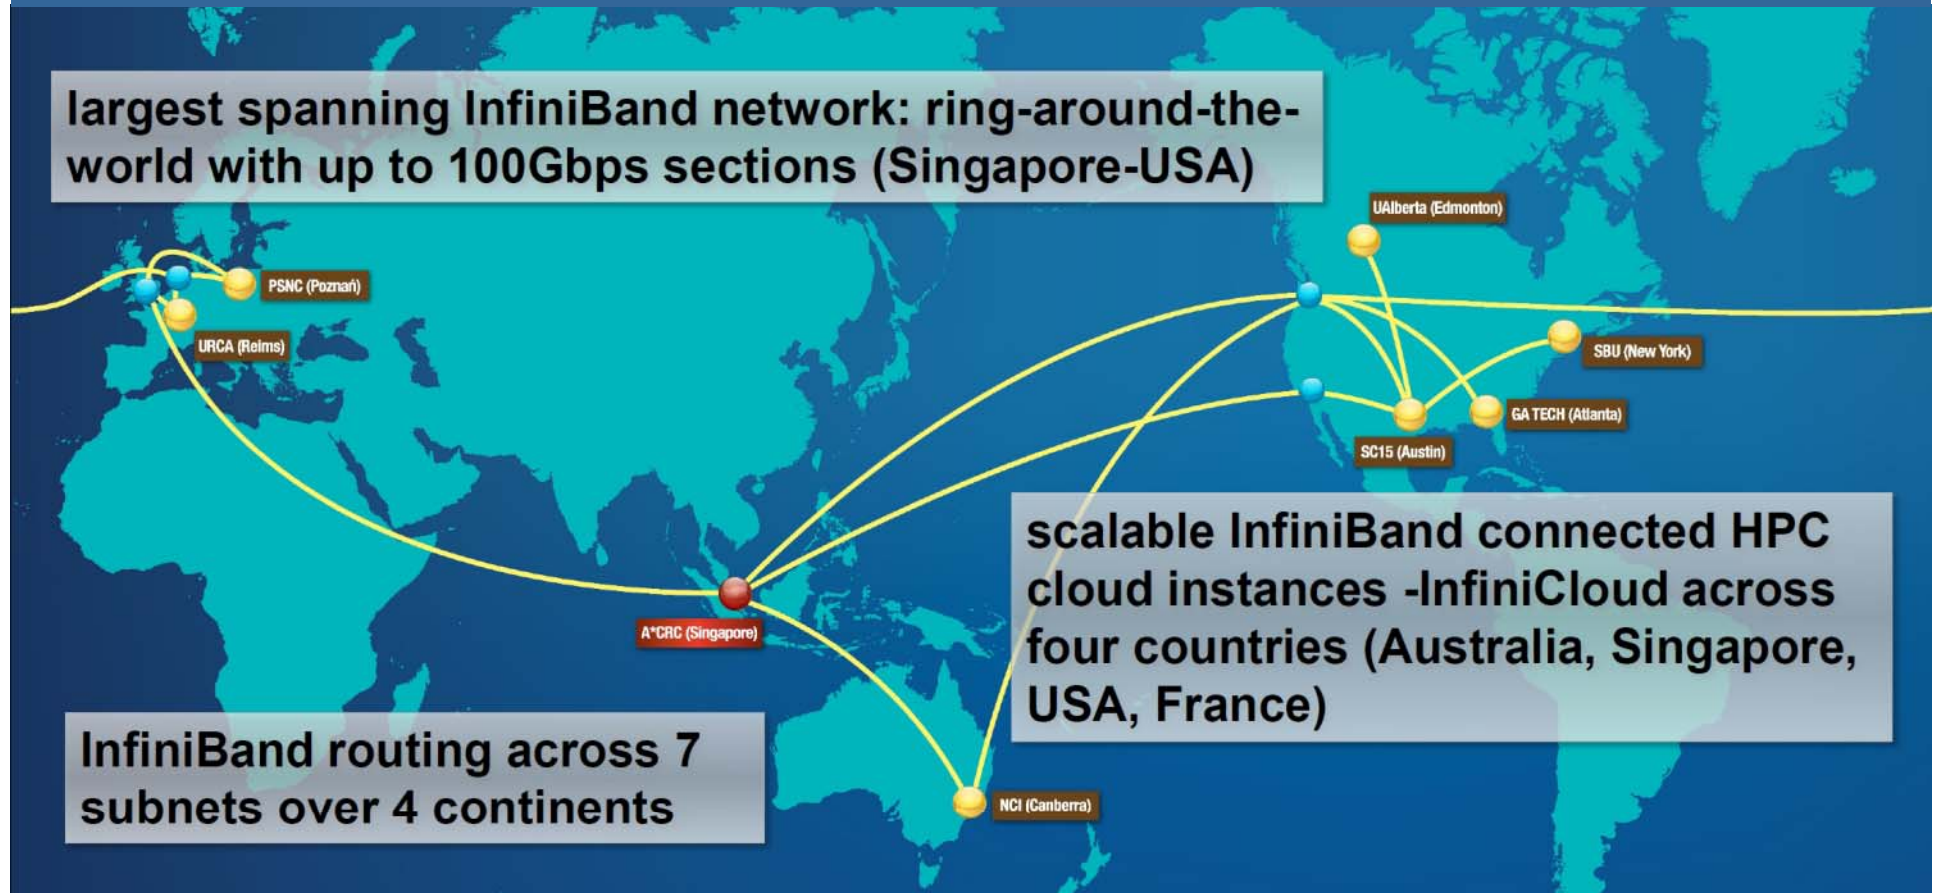 largest spanning InfiniBand network: ring-around-the-
world with up to 100Gbps sections (Singapore-USA)
UAlberta (Edmonton)
PSNC (Poznań)
URCA (Reims)
SBU (New York)
GA TECH (Atlanta)
SC15 (Austin)
scalable InfiniBand connected HPC
cloud instances -InfiniCloud across
four countries (Australia, Singapore,
USA, France)
A*CRC (Singapore)
InfiniBand routing across 7
subnets over 4 continents
NCI (Canberra)